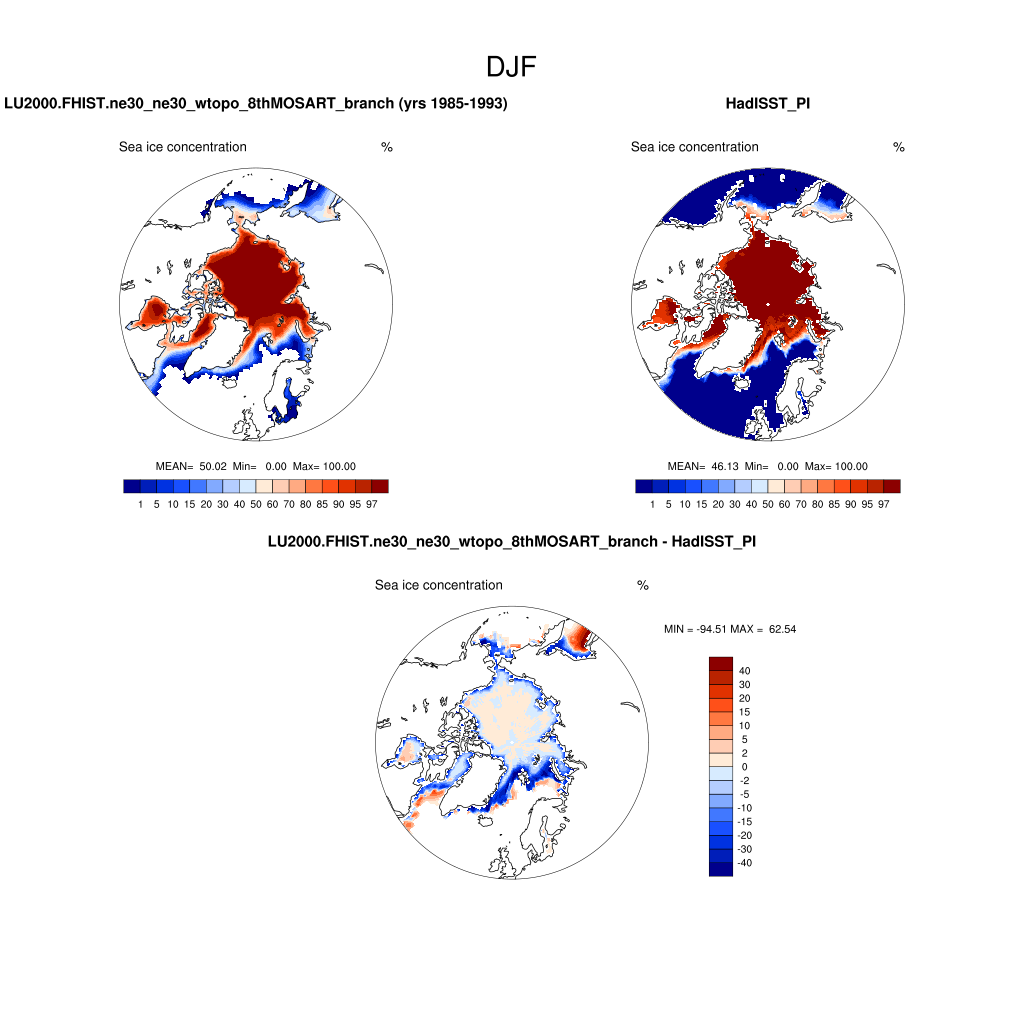 DJF
LU2000.FHIST.ne30_ne30_wtopo_8thMOSART_branch (yrs 1985-1993)
HadISST_PI
Sea ice concentration %
Sea ice concentration %
MEAN= 50.02 Min= 0.00 Max= 100.00
MEAN= 46.13 Min= 0.00 Max= 100.00
1 5 10 15 20 30 40 50 60 70 80 85 90 95 97
1 5 10 15 20 30 40 50 60 70 80 85 90 95 97
LU2000.FHIST.ne30_ne30_wtopo_8thMOSART_branch - HadISST_PI
Sea ice concentration %
MIN = -94.51 MAX = 62.54
40
30
20
15
10
5
2
0
-2
-5
-10
-15
-20
-30
-40